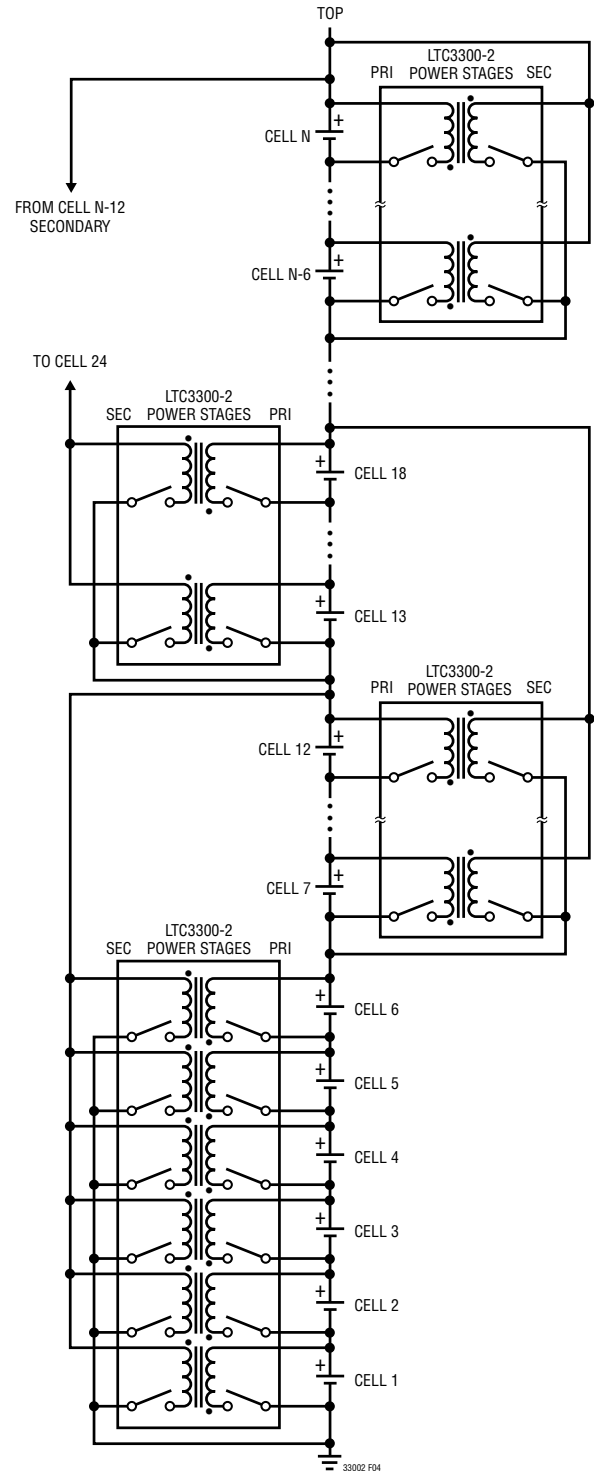 TOP
LTC3300-2
PRI POWER STAGES SEC
+
CELL N
FROM CELL N-12
SECONDARY
+
CELL N-6
TO CELL 24
LTC3300-2
SEC POWER STAGES PRI
+
CELL 18
+
CELL 13
LTC3300-2
PRI POWER STAGES SEC
+
CELL 12
+
CELL 7
LTC3300-2
SEC POWER STAGES PRI
+
CELL 6
+
CELL 5
+
CELL 4
+
CELL 3
+
CELL 2
+
CELL 1
33002 F04